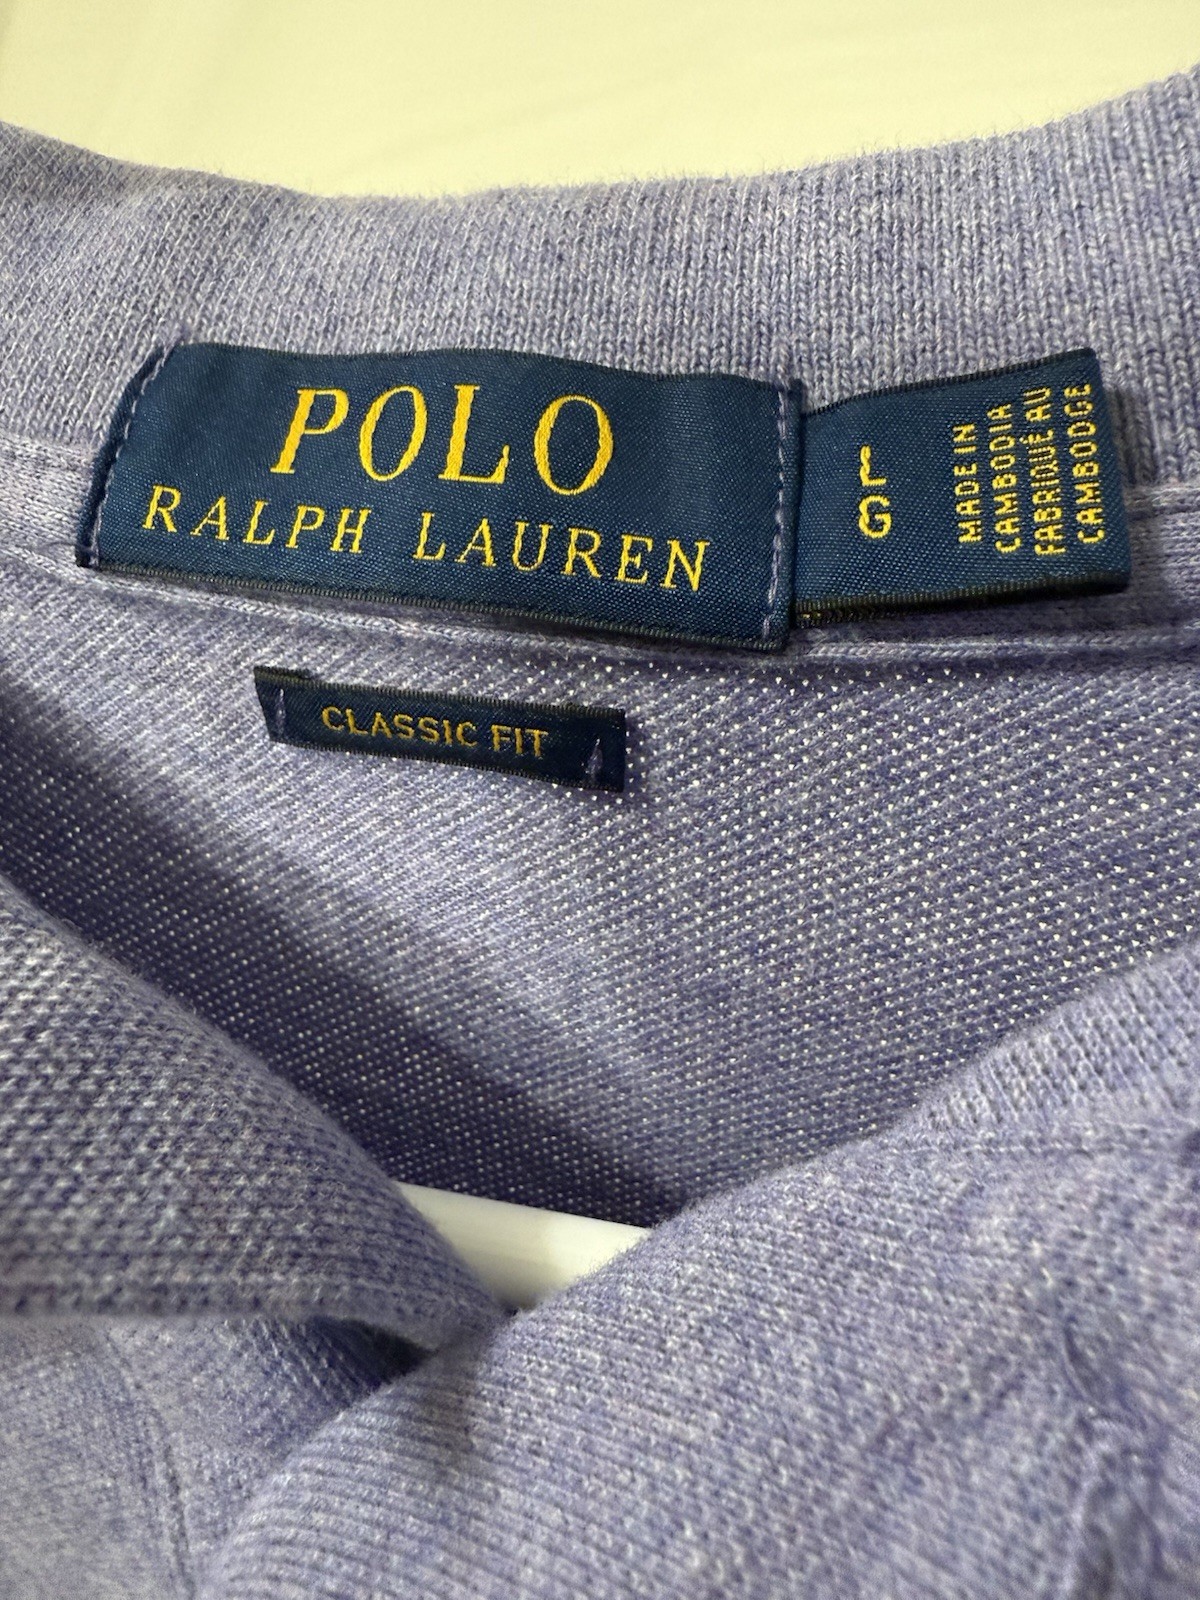 POLO
RALPH LAUREN
L
G
MADE IN
CAMBODIA
FABRIQUÉ AU
CAMBODGE
CLASSIC FIT